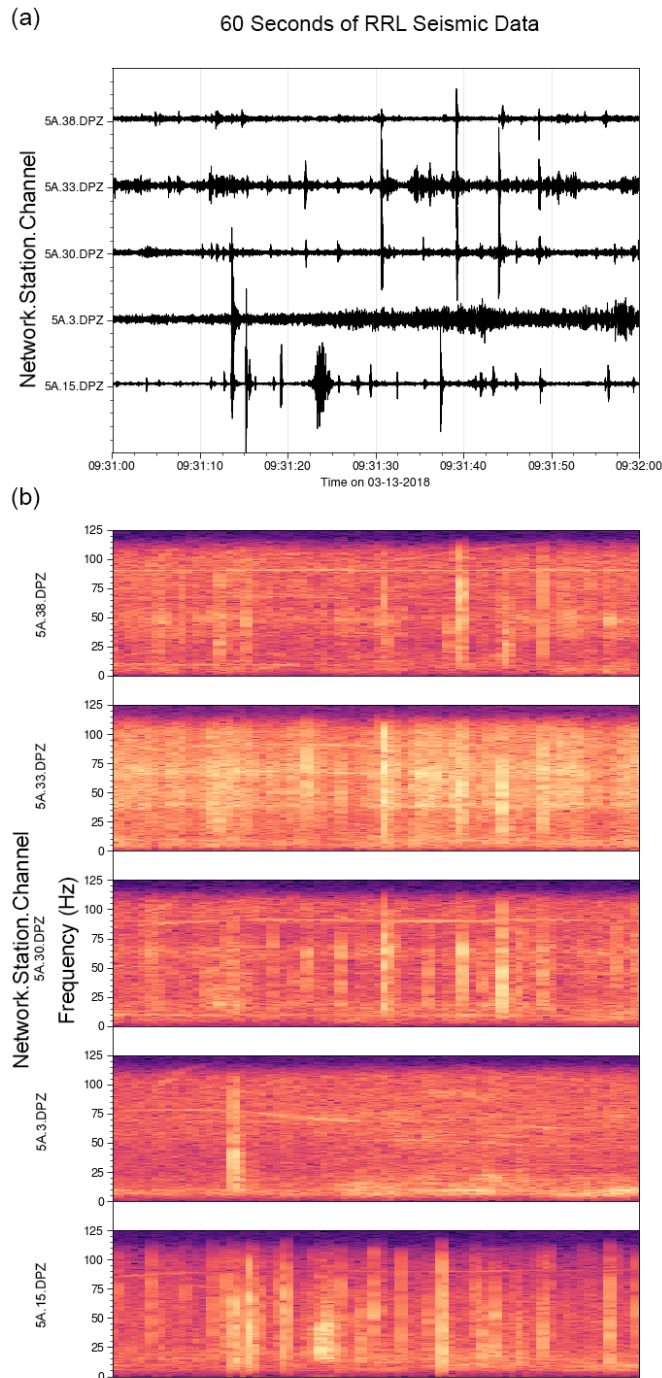 (a)
60 Seconds of RRL Seismic Data
Network.Station.Channel
5A.38.DPZ
5A.33.DPZ
5A.30.DPZ
5A.3.DPZ
5A.15.DPZ
09:31:00 09:31:10 09:31:20 09:31:30 09:31:40 09:31:50 09:32:00
Time on 03-13-2018
(b)
Network.Station.Channel
Frequency (Hz)
5A.38.DPZ
125
100
75
50
25
0
5A.33.DPZ
125
100
75
50
25
0
5A.30.DPZ
125
100
75
50
25
0
5A.3.DPZ
125
100
75
50
25
0
5A.15.DPZ
125
100
75
50
25
0